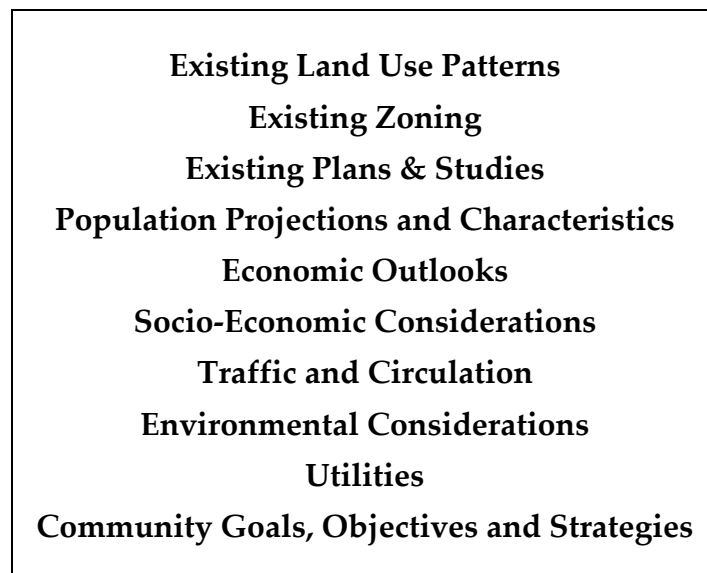 Existing Land Use Patterns
Existing Zoning
Existing Plans & Studies
Population Projections and Characteristics
Economic Outlooks
Socio-Economic Considerations
Traffic and Circulation
Environmental Considerations
Utilities
Community Goals, Objectives and Strategies